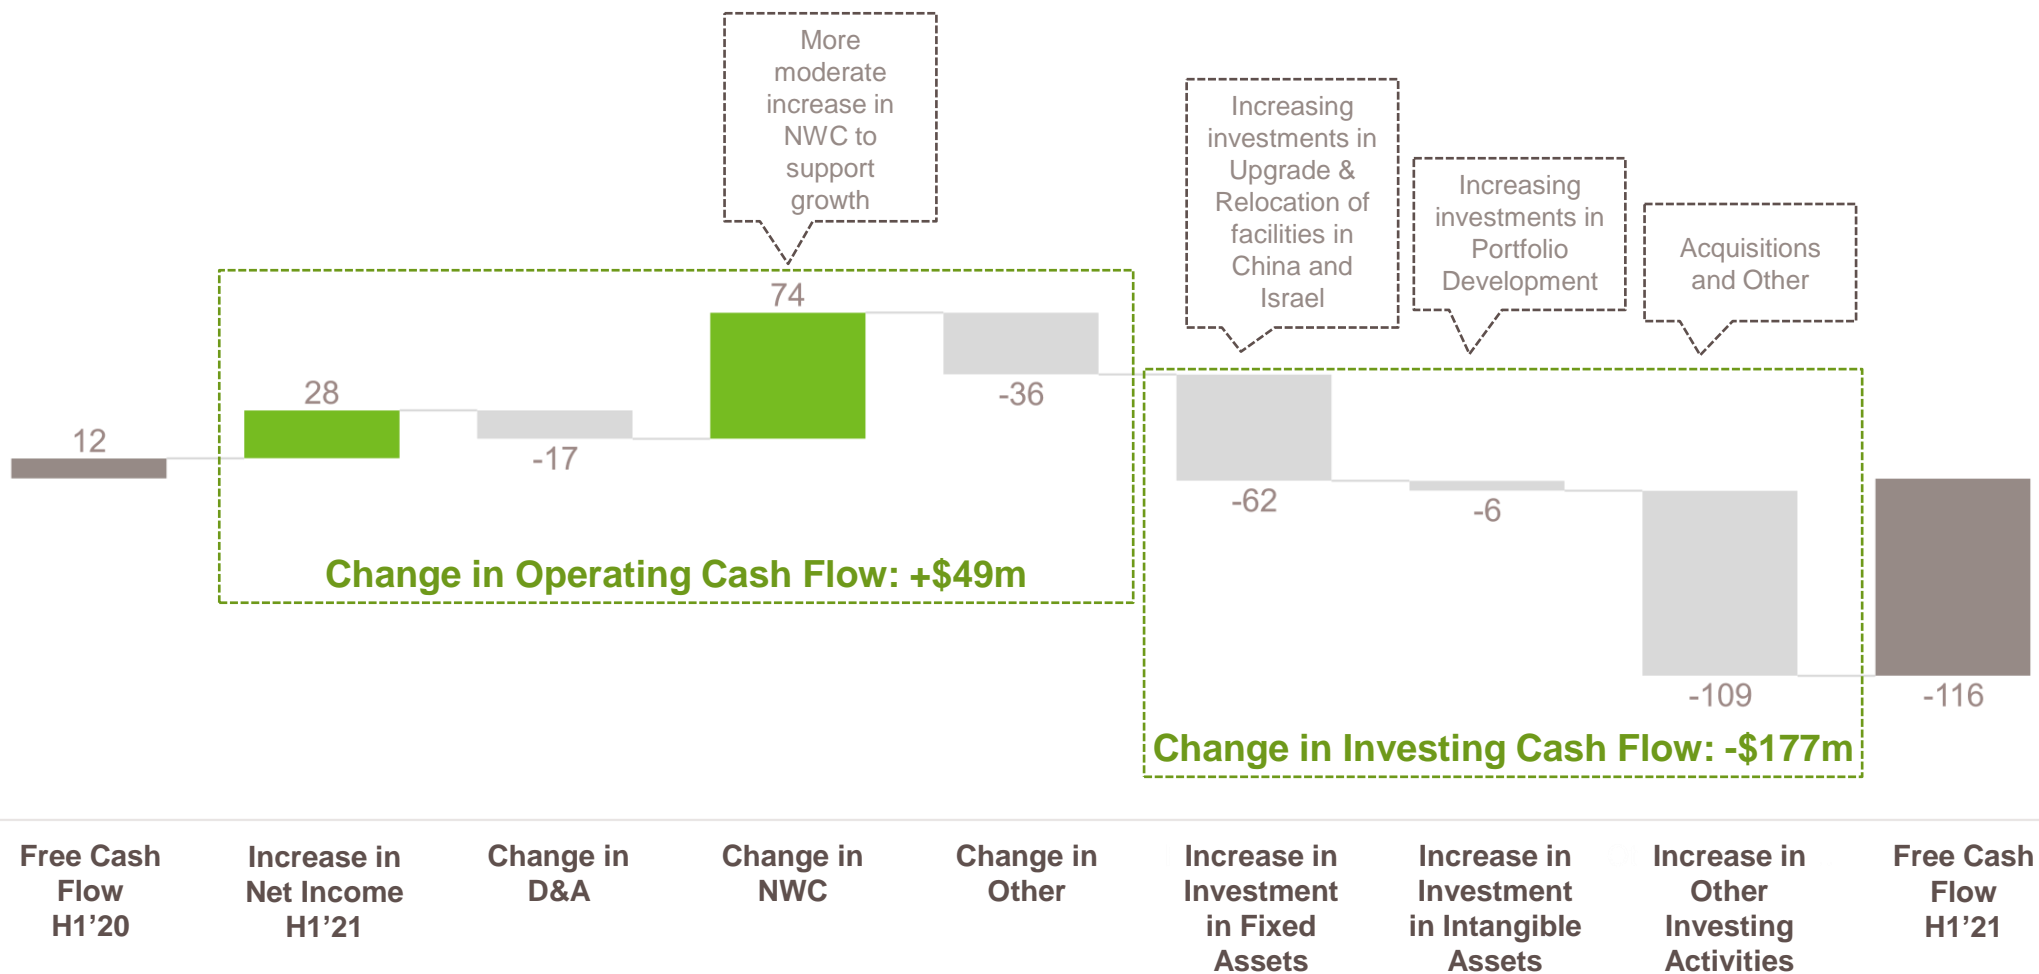 More
moderate
increase in
NWC to
support
growth
Increasing
investments in
Upgrade &
Relocation of
facilities in
China and
Israel
Increasing
investments in
Portfolio
Development
Acquisitions
and Other
12
28
-17
74
-36
-62
-6
-109
-116
Change in Operating Cash Flow: +$49m
Change in Investing Cash Flow: -$177m
Free Cash
Flow
H1’20
Increase in
Net Income
H1’21
Change in
D&A
Change in
NWC
Change in
Other
Increase in
Investment
in Fixed
Assets
Increase in
Investment
in Intangible
Assets
Increase in
Other
Investing
Activities
Free Cash
Flow
H1’21